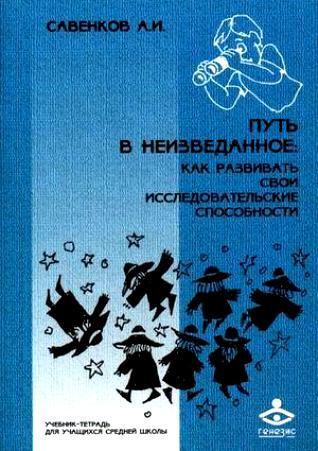 САВЕНКОВ А.И.
ПУТЬ
В НЕИЗВЕДАННОЕ:
КАК РАЗВИВАТЬ
СВОИ
ИССЛЕДОВАТЕЛЬСКИЕ
СПОСОБНОСТИ
УЧЕБНИК-ТЕТРАДЬ
ДЛЯ УЧАЩИХСЯ СРЕДНЕЙ ШКОЛЫ
ГЕНЕЗИС